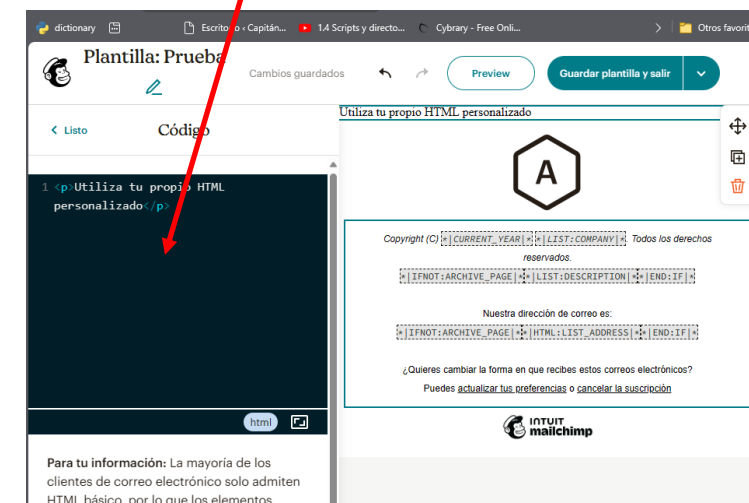 dictionary
Escritorio ‹ Capitán...
1.4 Scripts y directo...
Cybrary - Free Onli...
Otros favorit
Plantilla: Prueba
Cambios guardados
Preview
Guardar plantilla y salir
Listo
Código
1 <p>Utiliza tu propio HTML
personalizado</p>
html
Para tu información: La mayoría de los
clientes de correo electrónico solo admiten
HTML básico, por lo que los elementos
Utiliza tu propio HTML personalizado
A
Copyright (C) *|CURRENT_YEAR|* *|LIST:COMPANY|*. Todos los derechos
reservados.
*|IFNOT:ARCHIVE_PAGE|* *|LIST:DESCRIPTION|* *|END:IF|*
Nuestra dirección de correo es:
*|IFNOT:ARCHIVE_PAGE|* *|HTML:LIST_ADDRESS|* *|END:IF|*
¿Quieres cambiar la forma en que recibes estos correos electrónicos?
Puedes actualizar tus preferencias o cancelar la suscripción
INTUIT
mailchimp